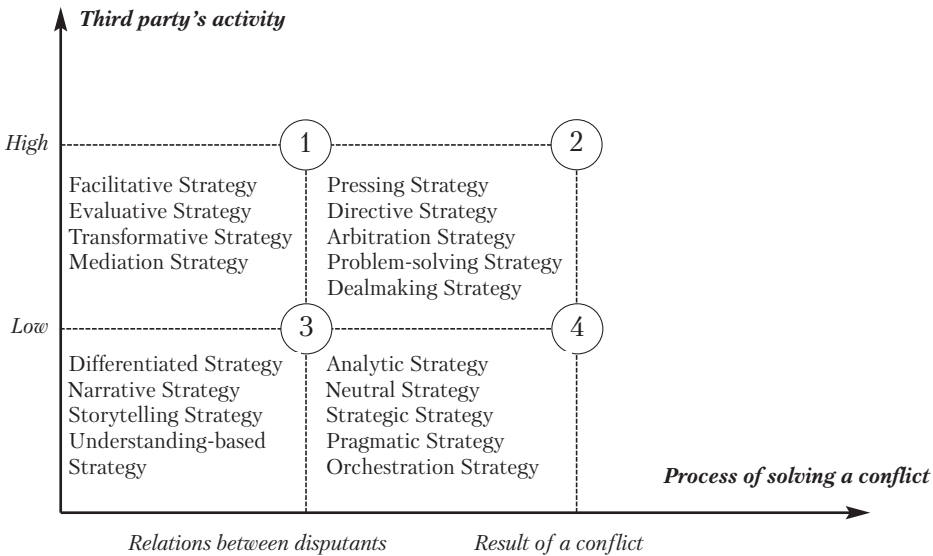 Third party's activity
High
1
2
Facilitative Strategy
Evaluative Strategy
Transformative Strategy
Mediation Strategy
Pressing Strategy
Directive Strategy
Arbitration Strategy
Problem-solving Strategy
Dealmaking Strategy
Low
3
4
Differentiated Strategy
Narrative Strategy
Storytelling Strategy
Understanding-based
Strategy
Analytic Strategy
Neutral Strategy
Strategic Strategy
Pragmatic Strategy
Orchestration Strategy
Process of solving a conflict
Relations between disputants
Result of a conflict